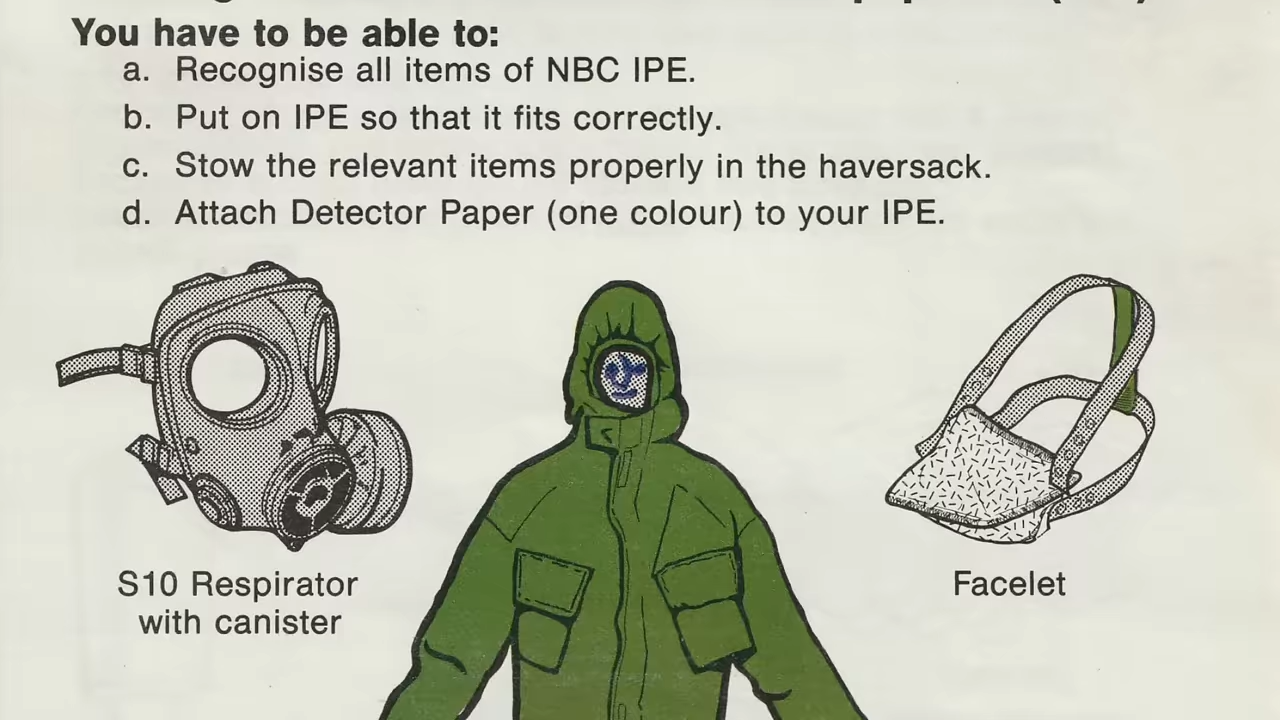 You have to be able to:
a. Recognise all items of NBC IPE.
b. Put on IPE so that it fits correctly.
c. Stow the relevant items properly in the haversack.
d. Attach Detector Paper (one colour) to your IPE.
S10 Respirator
with canister
Facelet